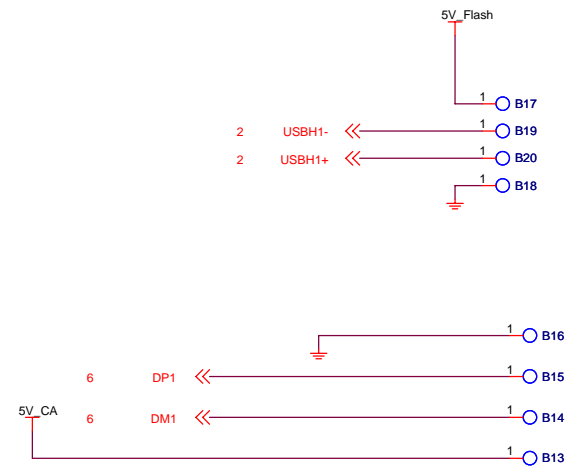 5V_Flash
1 B17
2 USBH1- 1 B19
2 USBH1+ 1 B20
1 B18
1 B16
6 DP1 1 B15
5V_CA
6 DM1 1 B14
1 B13